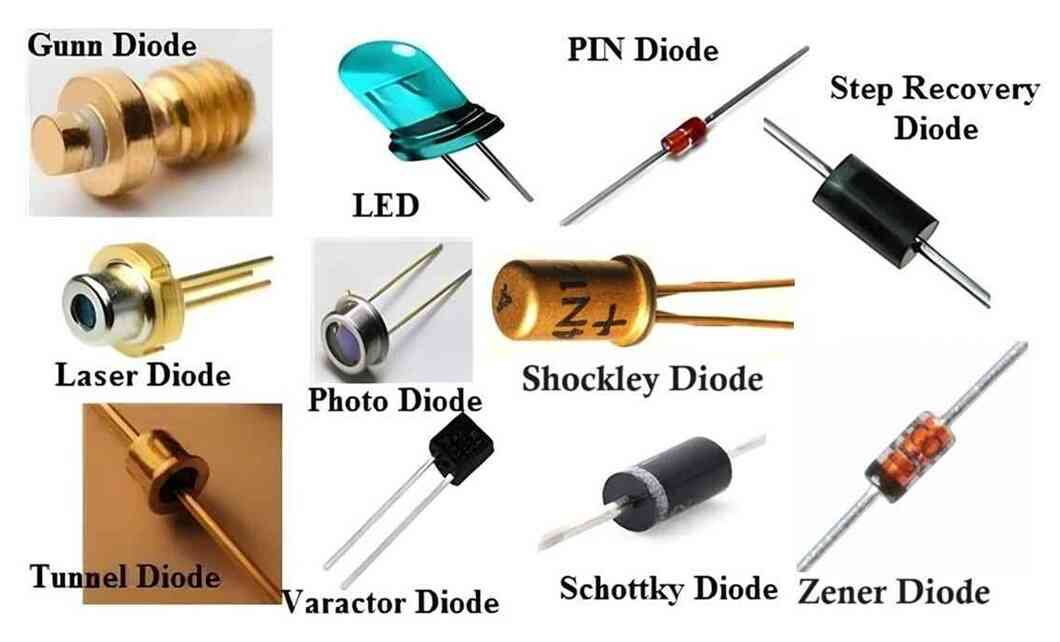 Gunn Diode
LED
PIN Diode
Step Recovery
Diode
Laser Diode
Photo Diode
4N1
+
Shockley Diode
Tunnel Diode
Varactor Diode
Schottky Diode
Zener Diode